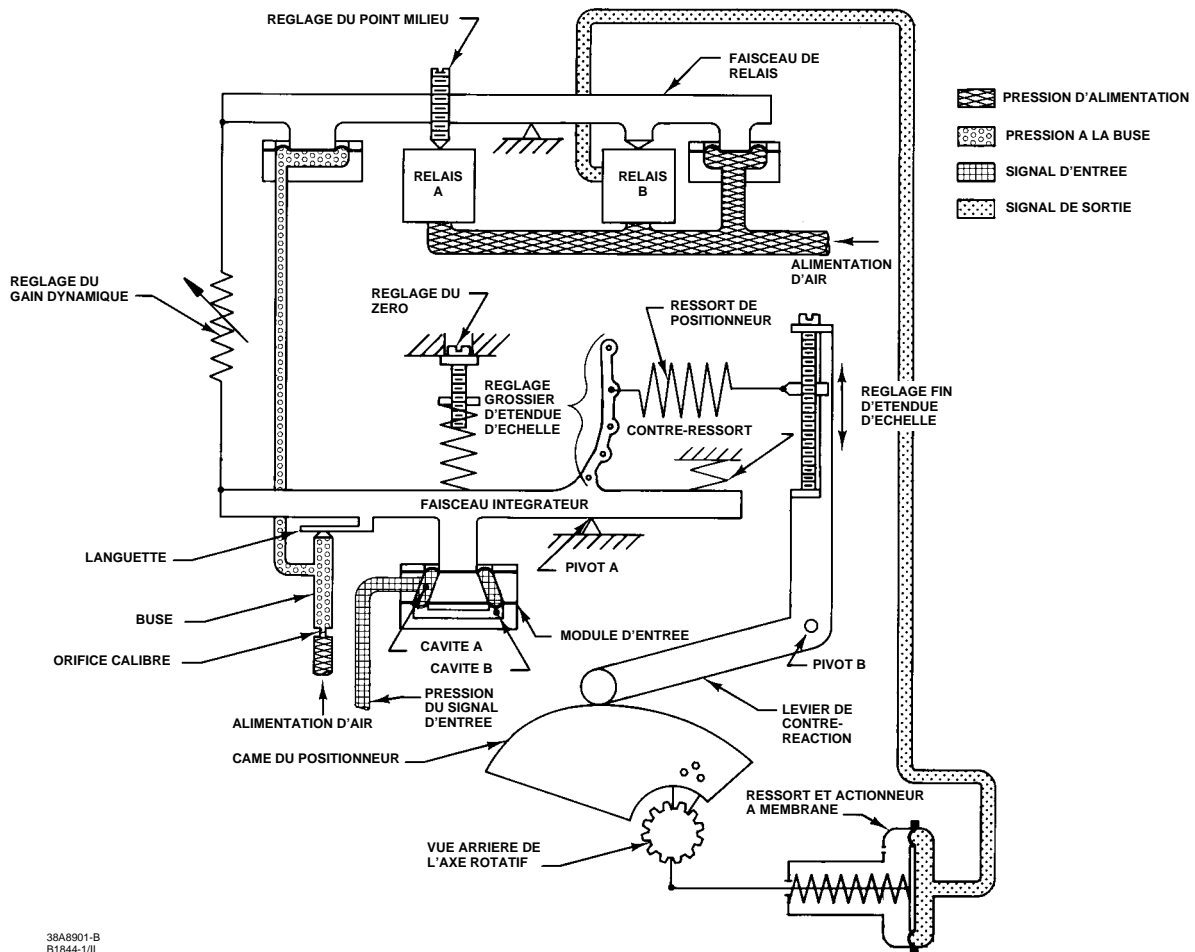 REGLAGE DU POINT MILIEU
FAISCEAU DE
RELAIS
PRESSION D'ALIMENTATION
PRESSION A LA BUSE
SIGNAL D'ENTREE
SIGNAL DE SORTIE
RELAIS
A
RELAIS
B
ALIMENTATION
D'AIR
REGLAGE DU
GAIN DYNAMIQUE
REGLAGE DU
ZERO
RESSORT DE
POSITIONNEUR
REGLAGE
GROSSIER
D'ETENDUE
D'ECHELLE
REGLAGE FIN
D'ETENDUE
D'ECHELLE
CONTRE-RESSORT
FAISCEAU INTEGRATEUR
LANGUETTE
PIVOT A
BUSE
MODULE D'ENTREE
CAVITE A
CAVITE B
ORIFICE CALIBRE
PIVOT B
PRESSION
DU SIGNAL
D'ENTREE
ALIMENTATION D'AIR
LEVIER DE
CONTRE-
REACTION
CAME DU POSITIONNEUR
RESSORT ET ACTIONNEUR
A MEMBRANE
VUE ARRIERE DE
L'AXE ROTATIF
38A8901-B
B1844-1/IL